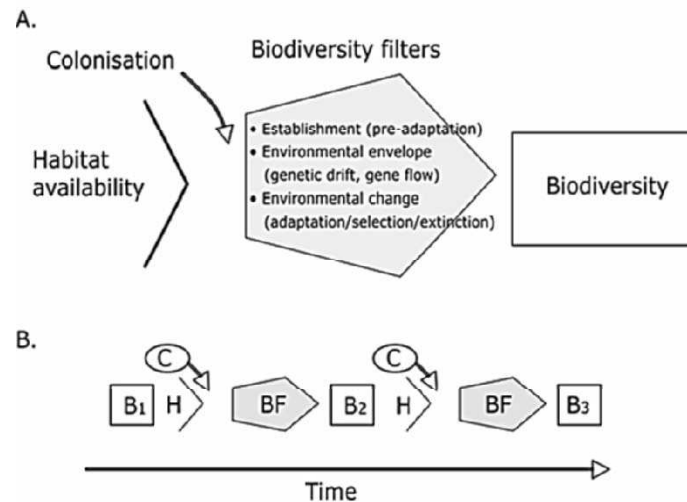 A.
Biodiversity filters
Colonisation
• Establishment (pre-adaptation)
• Environmental envelope
(genetic drift, gene flow)
• Environmental change
(adaptation/selection/extinction)
Habitat
availability
Biodiversity
B.
C
C
B1 H BF B2 H BF B3
Time